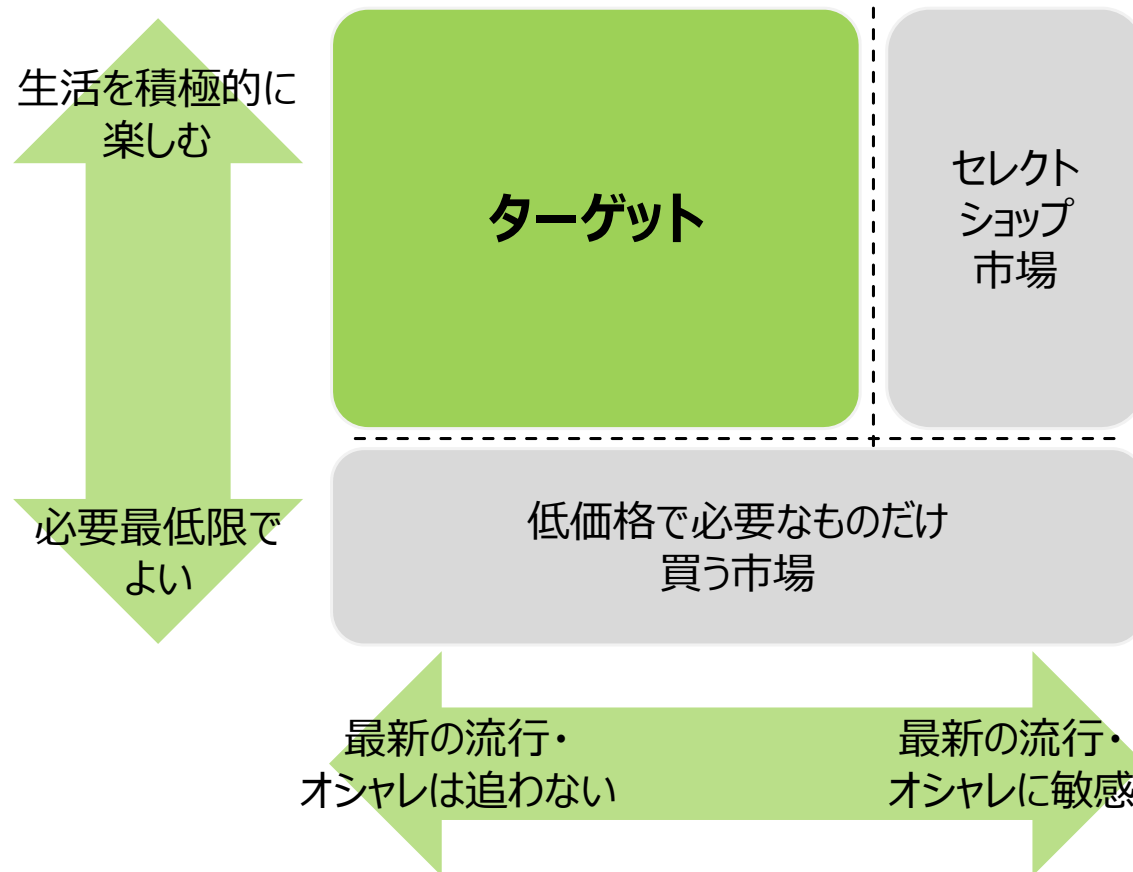 生活を積極的に
楽しむ
ターゲット
セレクト
ショップ
市場
必要最低限で
よい
低価格で必要なものだけ
買う市場
最新の流行・
オシャレは追わない
最新の流行・
オシャレに敏感